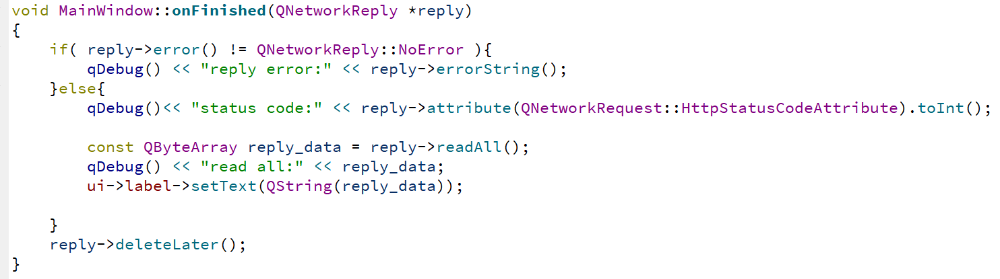 void MainWindow::onFinished(QNetworkReply *reply)
{
    if( reply->error() != QNetworkReply::NoError ){
        qDebug() << "reply error:" << reply->errorString();
    }else{
        qDebug()<< "status code:" << reply->attribute(QNetworkRequest::HttpStatusCodeAttribute).toInt();
        const QByteArray reply_data = reply->readAll();
        qDebug() << "read all:" << reply_data;
        ui->label->setText(QString(reply_data));
    }
    reply->deleteLater();
}